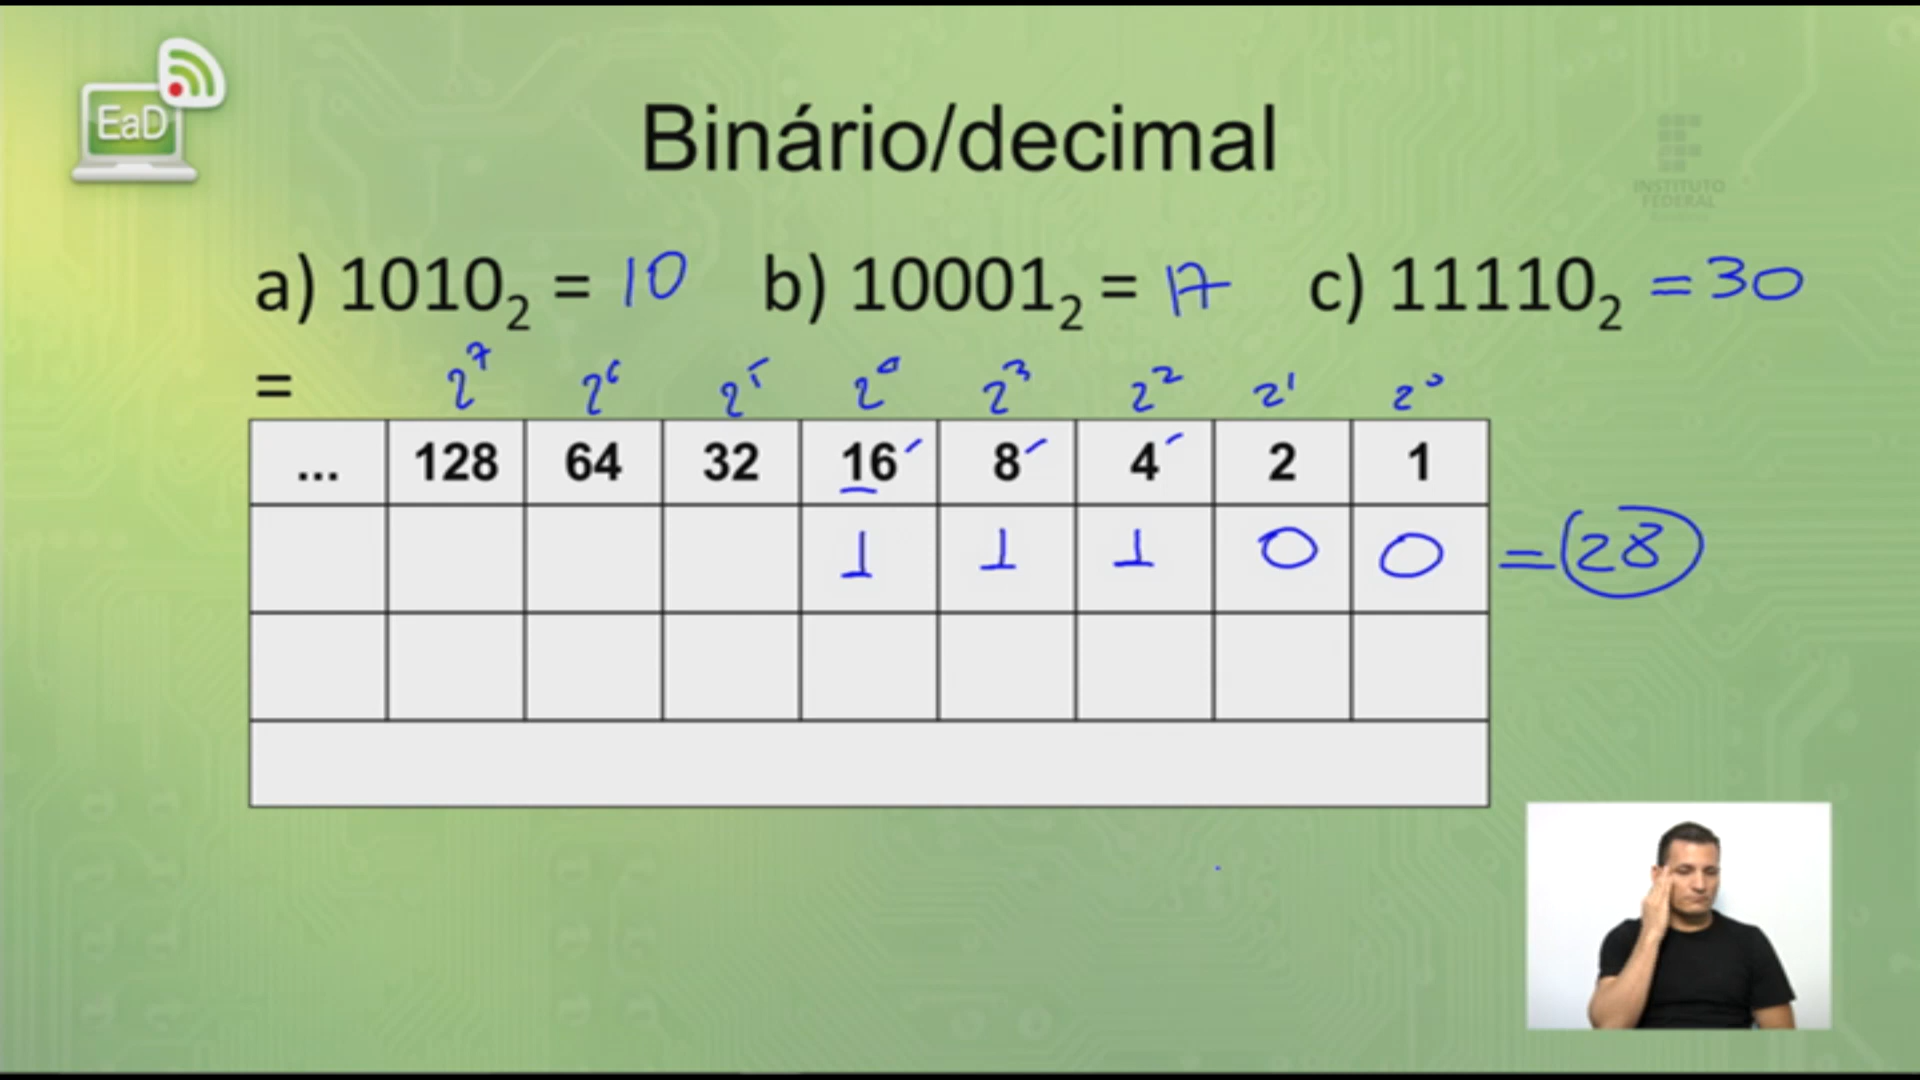 EaD
Binário/decimal
INSTITUTO
FEDERAL
a) 1010₂ = 10 b) 10001₂ = 17 c) 11110₂ = 30
=
2⁷ 2⁶ 2⁵ 2⁴ 2³ 2² 2¹ 2⁰
... 128 64 32 16 8 4 2 1
1 1 1 0 0 = 28